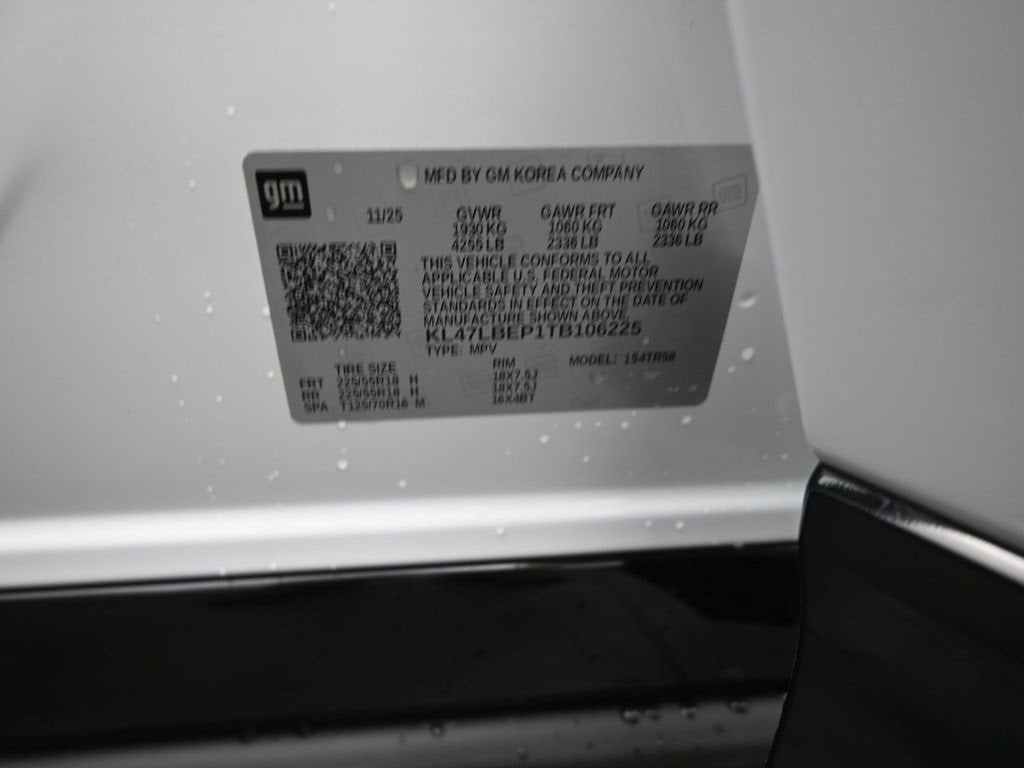 gm
MFD BY GM KOREA COMPANY
11/25 GVWR GAWR FRT GAWR RR
1930 KG 1060 KG 1060 KG
4255 LB 2336 LB 2336 LB
THIS VEHICLE CONFORMS TO ALL
APPLICABLE U.S. FEDERAL MOTOR
VEHICLE SAFETY AND THEFT PREVENTION
STANDARDS IN EFFECT ON THE DATE OF
MANUFACTURE SHOWN ABOVE.
KL47LBEP1TB106225
TYPE: MPV
TIRE SIZE RIM MODEL: 1S4TR58
FRT 225/55R18 H 18X7.5J
RR 225/55R18 H 18X7.5J
SPA T125/70R16 M 16X4BT